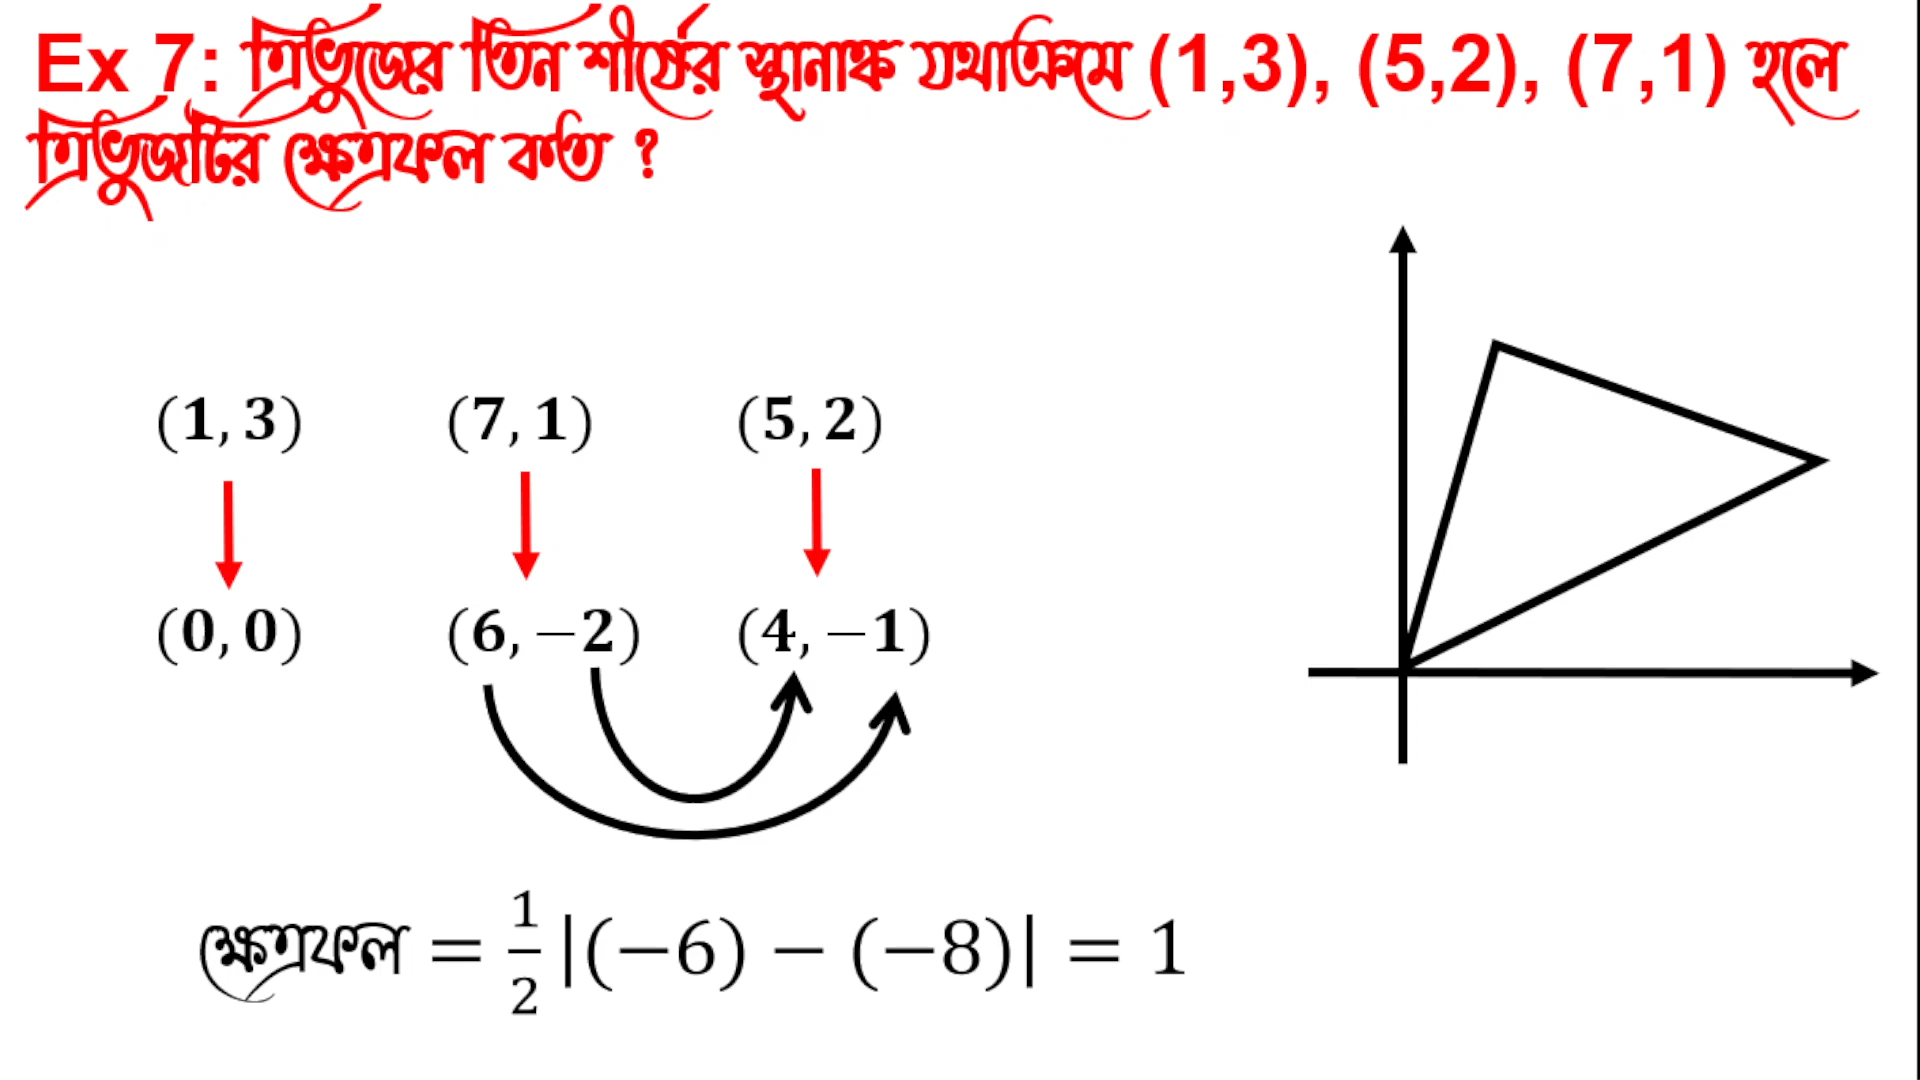 Ex 7: ত্রিভুজের তিন শীর্ষের স্থানাঙ্ক যথাক্রমে (1,3), (5,2), (7,1) হলে
ত্রিভুজটির ক্ষেত্রফল কত ?
(1, 3) (7, 1) (5, 2)
(0, 0) (6, −2) (4, −1)
ক্ষেত্রফল = 1/2 |(−6) − (−8)| = 1